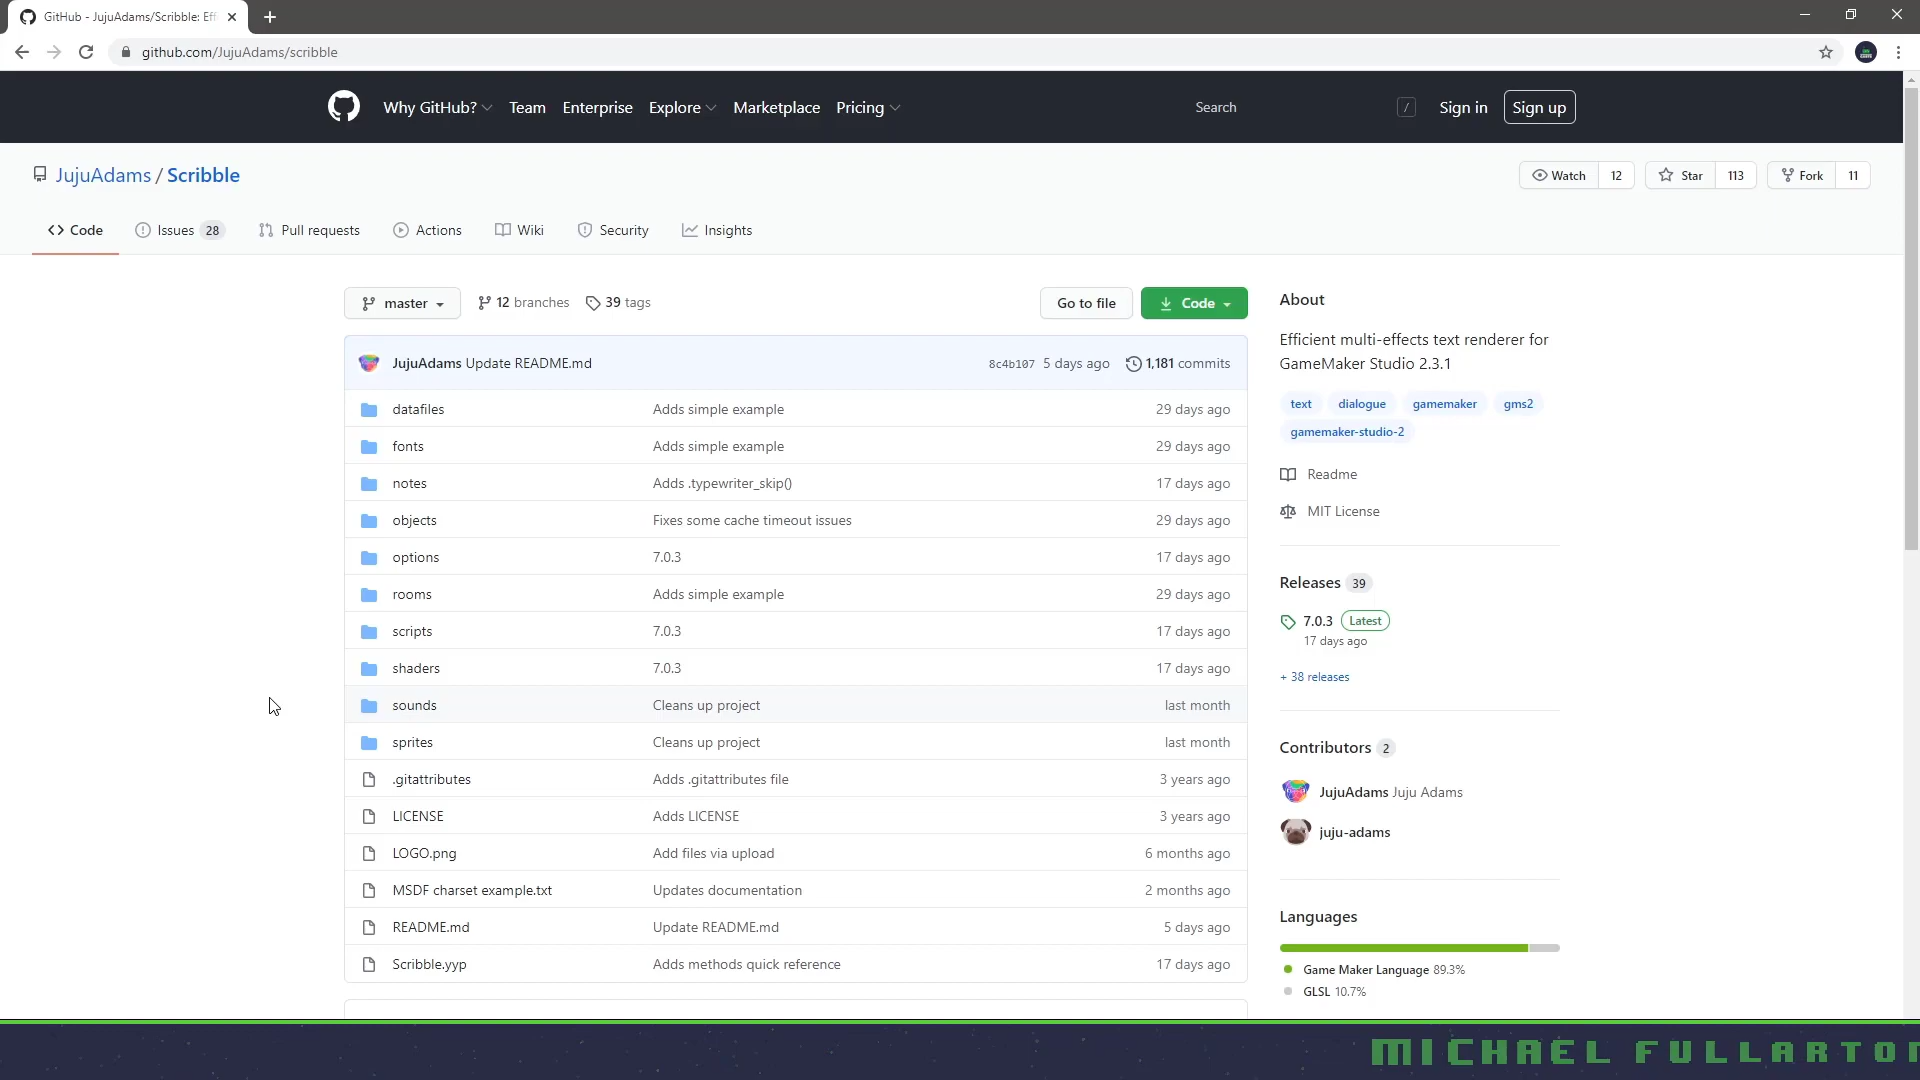 GitHub - JujuAdams/Scribble: Eff
github.com/JujuAdams/scribble
Why GitHub? Team Enterprise Explore Marketplace Pricing Search / Sign in Sign up
JujuAdams / Scribble Watch 12 Star 113 Fork 11
Code Issues 28 Pull requests Actions Wiki Security Insights
master 12 branches 39 tags Go to file Code
JujuAdams Update README.md 8c4b107 5 days ago 1,181 commits
datafiles Adds simple example 29 days ago
fonts Adds simple example 29 days ago
notes Adds .typewriter_skip() 17 days ago
objects Fixes some cache timeout issues 29 days ago
options 7.0.3 17 days ago
rooms Adds simple example 29 days ago
scripts 7.0.3 17 days ago
shaders 7.0.3 17 days ago
sounds Cleans up project last month
sprites Cleans up project last month
.gitattributes Adds .gitattributes file 3 years ago
LICENSE Adds LICENSE 3 years ago
LOGO.png Add files via upload 6 months ago
MSDF charset example.txt Updates documentation 2 months ago
README.md Update README.md 5 days ago
Scribble.yyp Adds methods quick reference 17 days ago
About
Efficient multi-effects text renderer for
GameMaker Studio 2.3.1
text dialogue gamemaker gms2
gamemaker-studio-2
Readme
MIT License
Releases 39
7.0.3 Latest
17 days ago
+ 38 releases
Contributors 2
JujuAdams Juju Adams
juju-adams
Languages
Game Maker Language 89.3%
GLSL 10.7%
MICHAEL FULLARTON